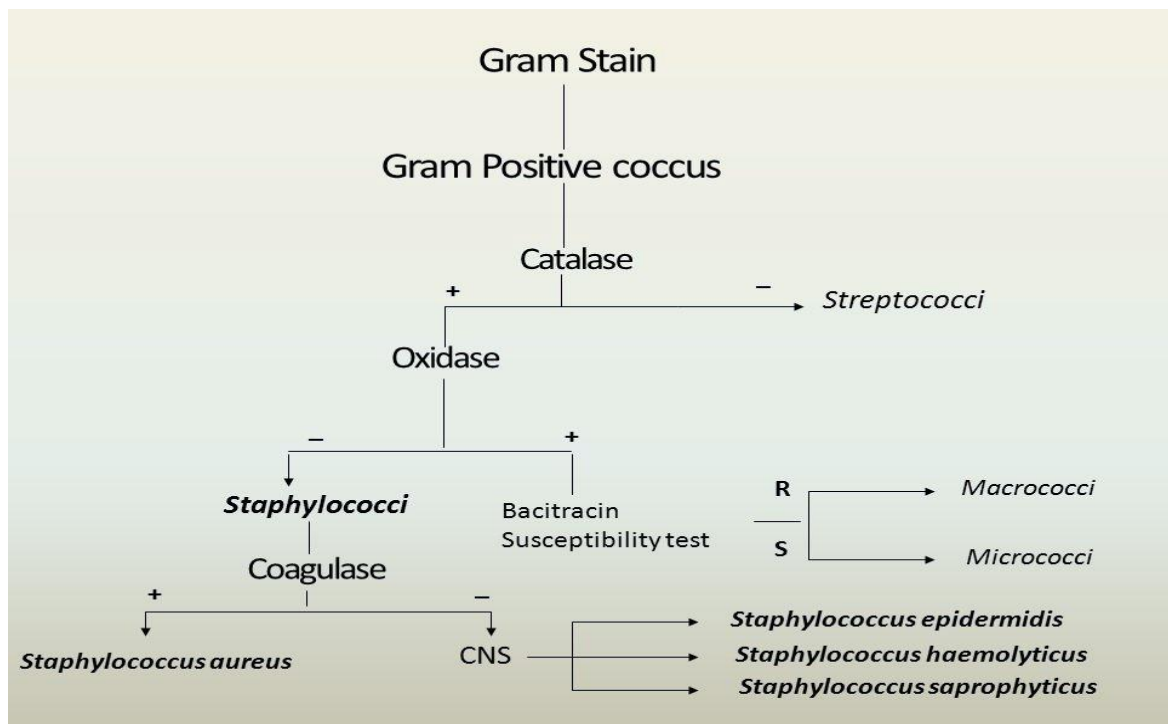 Gram Stain
Gram Positive coccus
Catalase
+
–
Streptococci
Oxidase
–
+
Staphylococci
Bacitracin
Susceptibility test
R
S
Macrococci
Micrococci
Coagulase
+
–
Staphylococcus aureus
CNS
Staphylococcus epidermidis
Staphylococcus haemolyticus
Staphylococcus saprophyticus